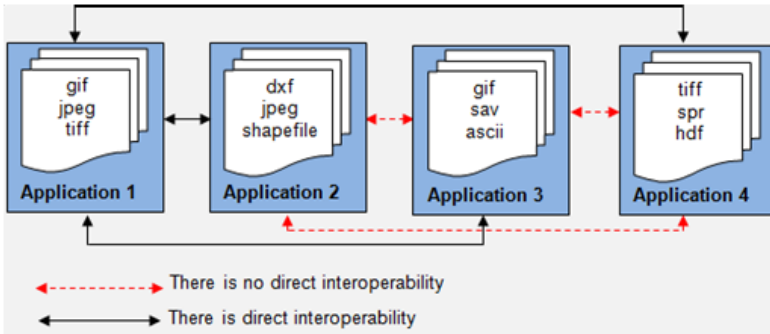 gif
jpeg
tiff
Application 1
dxf
jpeg
shapefile
Application 2
gif
sav
ascii
Application 3
tiff
spr
hdf
Application 4
There is no direct interoperability
There is direct interoperability